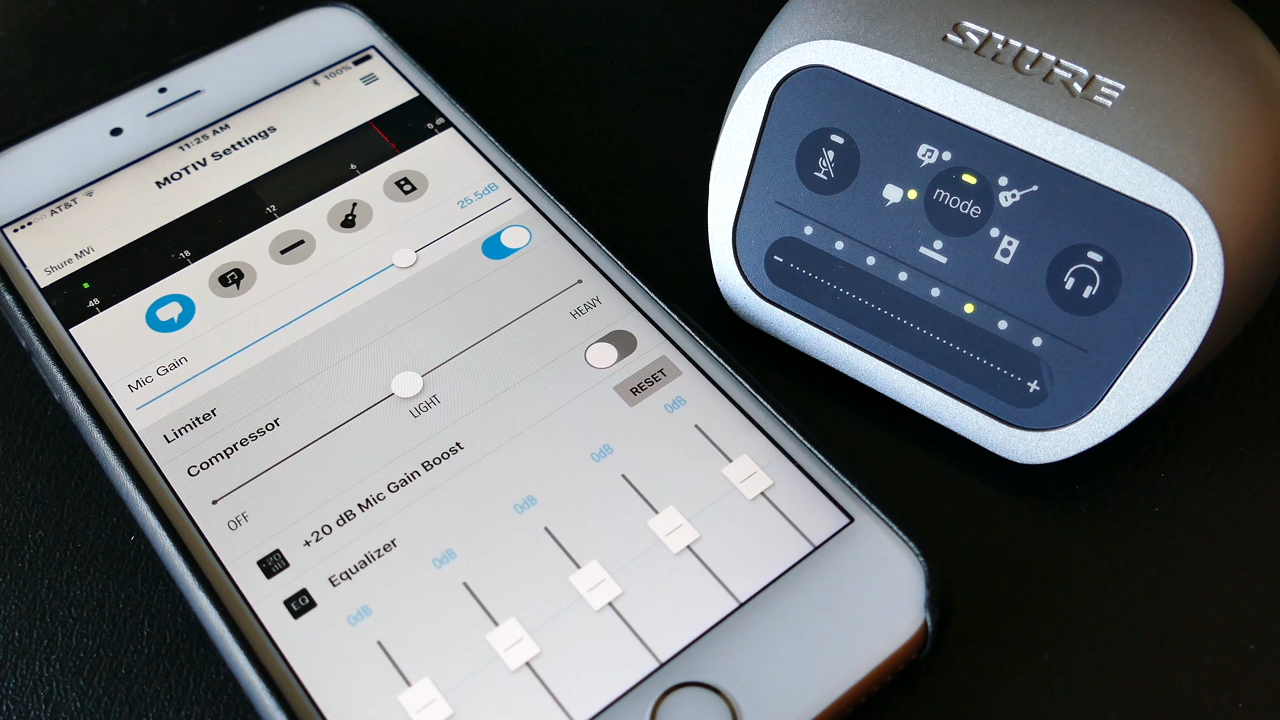 AT&T
11:25 AM
100%
MOTIV Settings
Shure MVi
-48
-18
-12
-6
0 dB
Mic Gain
25.5dB
Limiter
Compressor
OFF
LIGHT
HEAVY
+20 dB
+20 dB Mic Gain Boost
EQ
Equalizer
RESET
0dB
0dB
0dB
0dB
0dB
SHURE
mode
-
+